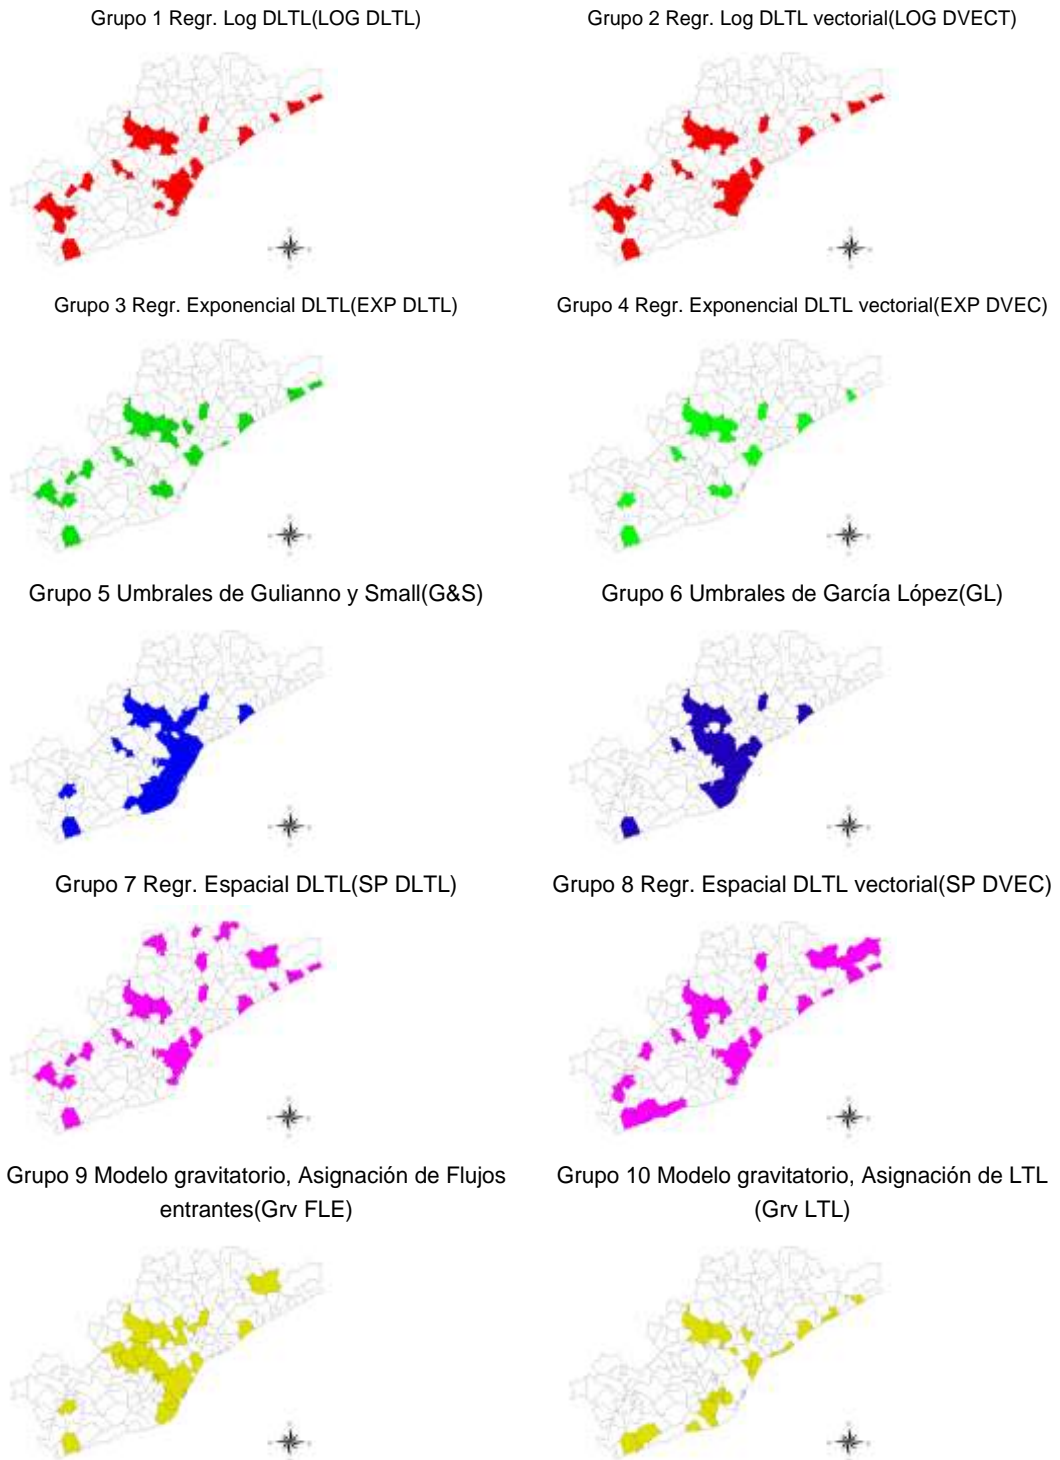 Grupo 1 Regr. Log DLTL(LOG DLTL)
Grupo 2 Regr. Log DLTL vectorial(LOG DVECT)
Grupo 3 Regr. Exponencial DLTL(EXP DLTL)
Grupo 4 Regr. Exponencial DLTL vectorial(EXP DVEC)
Grupo 5 Umbrales de Gulianno y Small(G&S)
Grupo 6 Umbrales de García López(GL)
Grupo 7 Regr. Espacial DLTL(SP DLTL)
Grupo 8 Regr. Espacial DLTL vectorial(SP DVEC)
Grupo 9 Modelo gravitatorio, Asignación de Flujos
entrantes(Grv FLE)
Grupo 10 Modelo gravitatorio, Asignación de LTL
(Grv LTL)